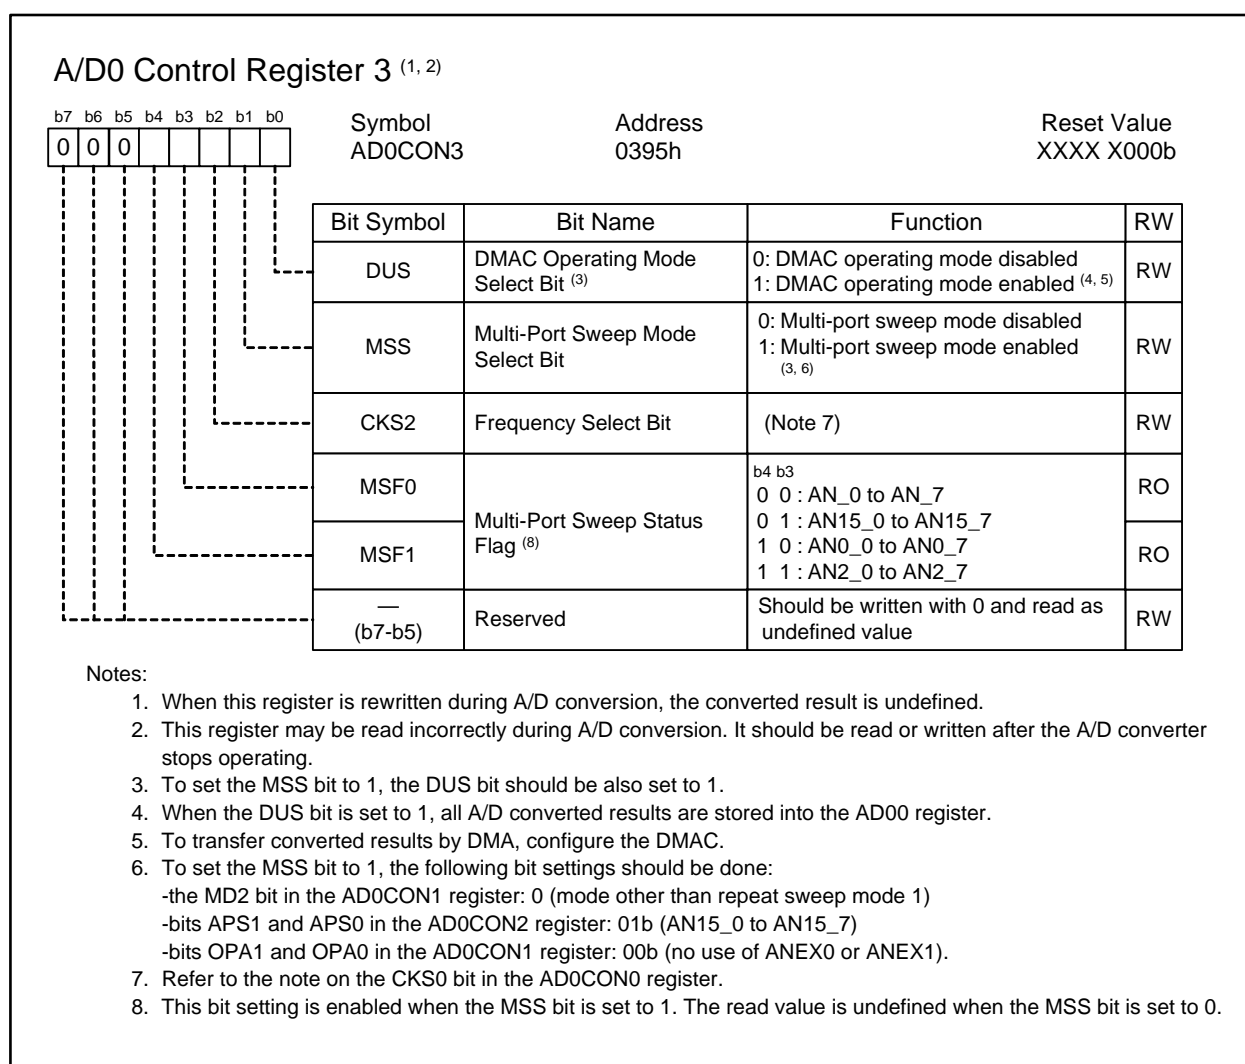 A/D0 Control Register 3 (1, 2)
b7 b6 b5 b4 b3 b2 b1 b0
0 0 0
Symbol Address Reset Value
AD0CON3 0395h XXXX X000b
Bit Symbol Bit Name Function RW
DUS DMAC Operating Mode Select Bit (3) 0: DMAC operating mode disabled
1: DMAC operating mode enabled (4, 5) RW
MSS Multi-Port Sweep Mode Select Bit 0: Multi-port sweep mode disabled
1: Multi-port sweep mode enabled
(3, 6) RW
CKS2 Frequency Select Bit (Note 7) RW
MSF0 Multi-Port Sweep Status Flag (8) b4 b3
0 0 : AN_0 to AN_7 RO
0 1 : AN15_0 to AN15_7
MSF1 1 0 : AN0_0 to AN0_7 RO
1 1 : AN2_0 to AN2_7
—
(b7-b5) Reserved Should be written with 0 and read as
undefined value RW
Notes:
1. When this register is rewritten during A/D conversion, the converted result is undefined.
2. This register may be read incorrectly during A/D conversion. It should be read or written after the A/D converter
stops operating.
3. To set the MSS bit to 1, the DUS bit should be also set to 1.
4. When the DUS bit is set to 1, all A/D converted results are stored into the AD00 register.
5. To transfer converted results by DMA, configure the DMAC.
6. To set the MSS bit to 1, the following bit settings should be done:
-the MD2 bit in the AD0CON1 register: 0 (mode other than repeat sweep mode 1)
-bits APS1 and APS0 in the AD0CON2 register: 01b (AN15_0 to AN15_7)
-bits OPA1 and OPA0 in the AD0CON1 register: 00b (no use of ANEX0 or ANEX1).
7. Refer to the note on the CKS0 bit in the AD0CON0 register.
8. This bit setting is enabled when the MSS bit is set to 1. The read value is undefined when the MSS bit is set to 0.